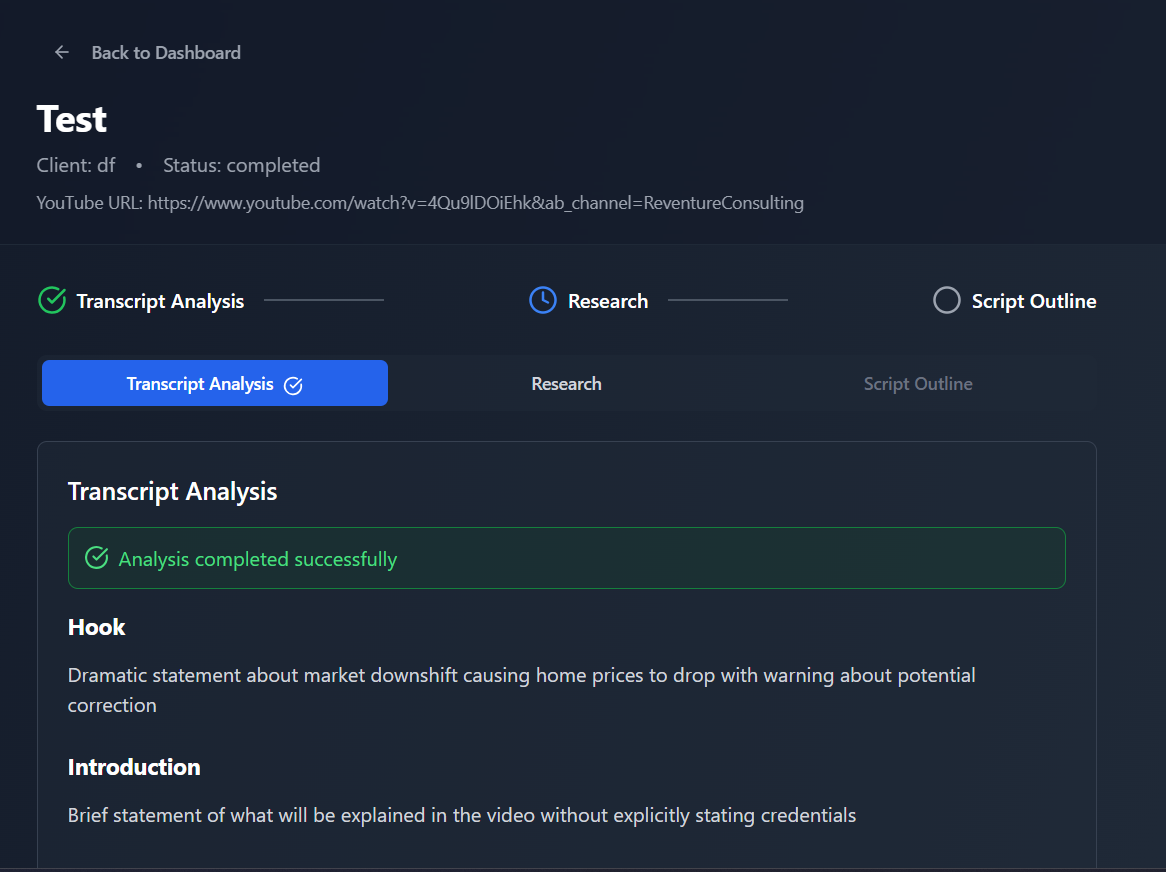 Back to Dashboard
Test
Client: df • Status: completed
YouTube URL: https://www.youtube.com/watch?v=4Qu9lDOiEhk&ab_channel=ReventureConsulting
Transcript Analysis
Research
Script Outline
Transcript Analysis
Research
Script Outline
Transcript Analysis
Analysis completed successfully
Hook
Dramatic statement about market downshift causing home prices to drop with warning about potential
correction
Introduction
Brief statement of what will be explained in the video without explicitly stating credentials